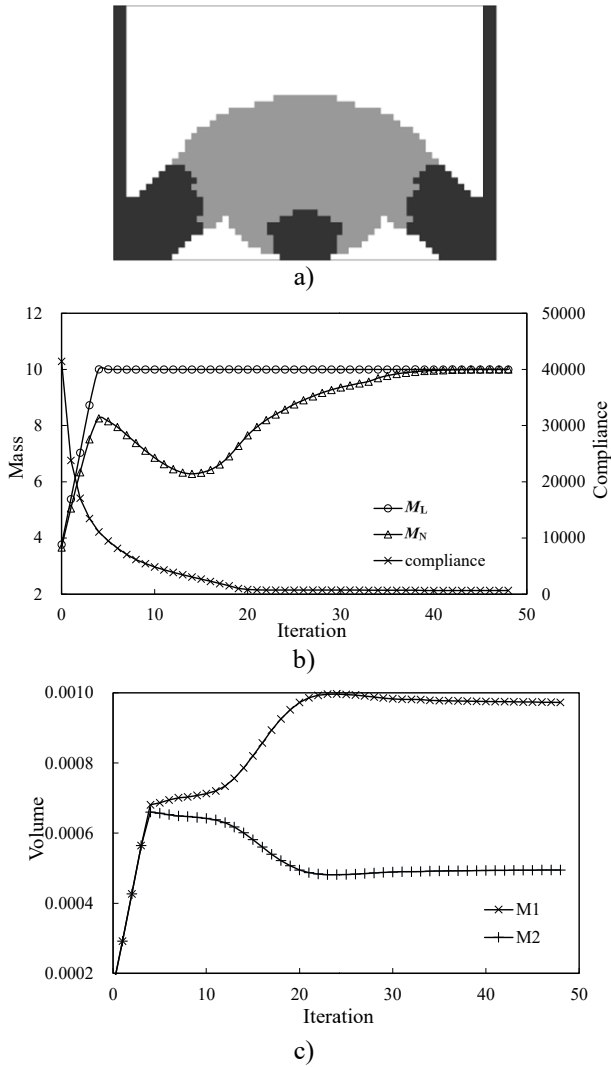 a)
12
10
8
6
4
2
Mass
50000
40000
30000
20000
10000
0
Compliance
M_L
M_N
compliance
0 10 20 30 40 50
Iteration
b)
0.0010
0.0008
0.0006
0.0004
0.0002
Volume
M1
M2
0 10 20 30 40 50
Iteration
c)